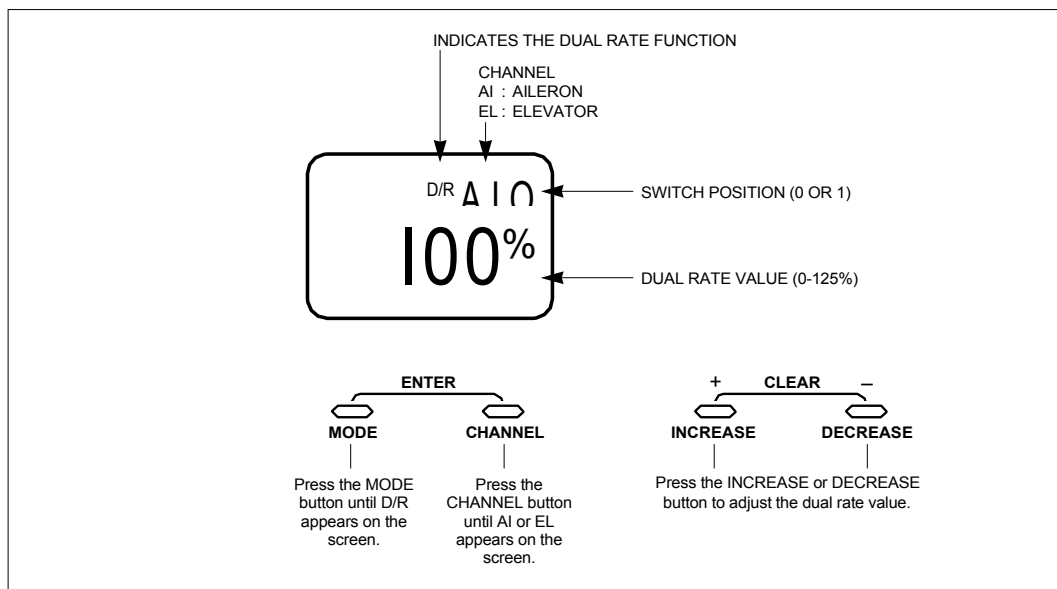 INDICATES THE DUAL RATE FUNCTION
CHANNEL
AI : AILERON
EL : ELEVATOR
D/R AI0
SWITCH POSITION (0 OR 1)
100%
DUAL RATE VALUE (0-125%)
ENTER
MODE
CHANNEL
Press the MODE
button until D/R
appears on the
screen.
Press the
CHANNEL button
until AI or EL
appears on the
screen.
+ CLEAR –
INCREASE
DECREASE
Press the INCREASE or DECREASE
button to adjust the dual rate value.